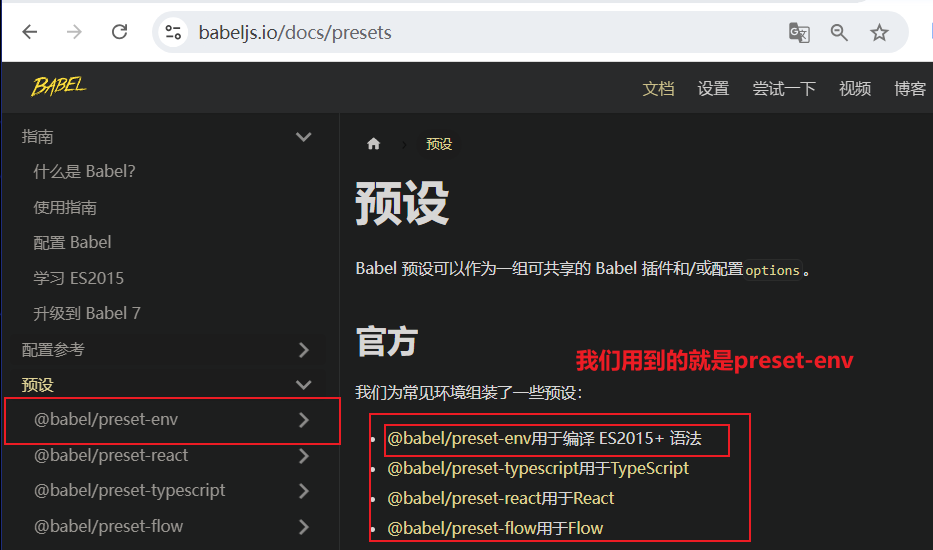 babeljs.io/docs/presets
BABEL
文档 设置 尝试一下 视频 博客
指南
什么是 Babel?
使用指南
配置 Babel
学习 ES2015
升级到 Babel 7
配置参考
预设
@babel/preset-env
@babel/preset-react
@babel/preset-typescript
@babel/preset-flow
预设
预设
Babel 预设可以作为一组可共享的 Babel 插件和/或配置options。
官方
我们用到的就是preset-env
我们为常见环境组装了一些预设：
@babel/preset-env用于编译 ES2015+ 语法
@babel/preset-typescript用于TypeScript
@babel/preset-react用于React
@babel/preset-flow用于Flow